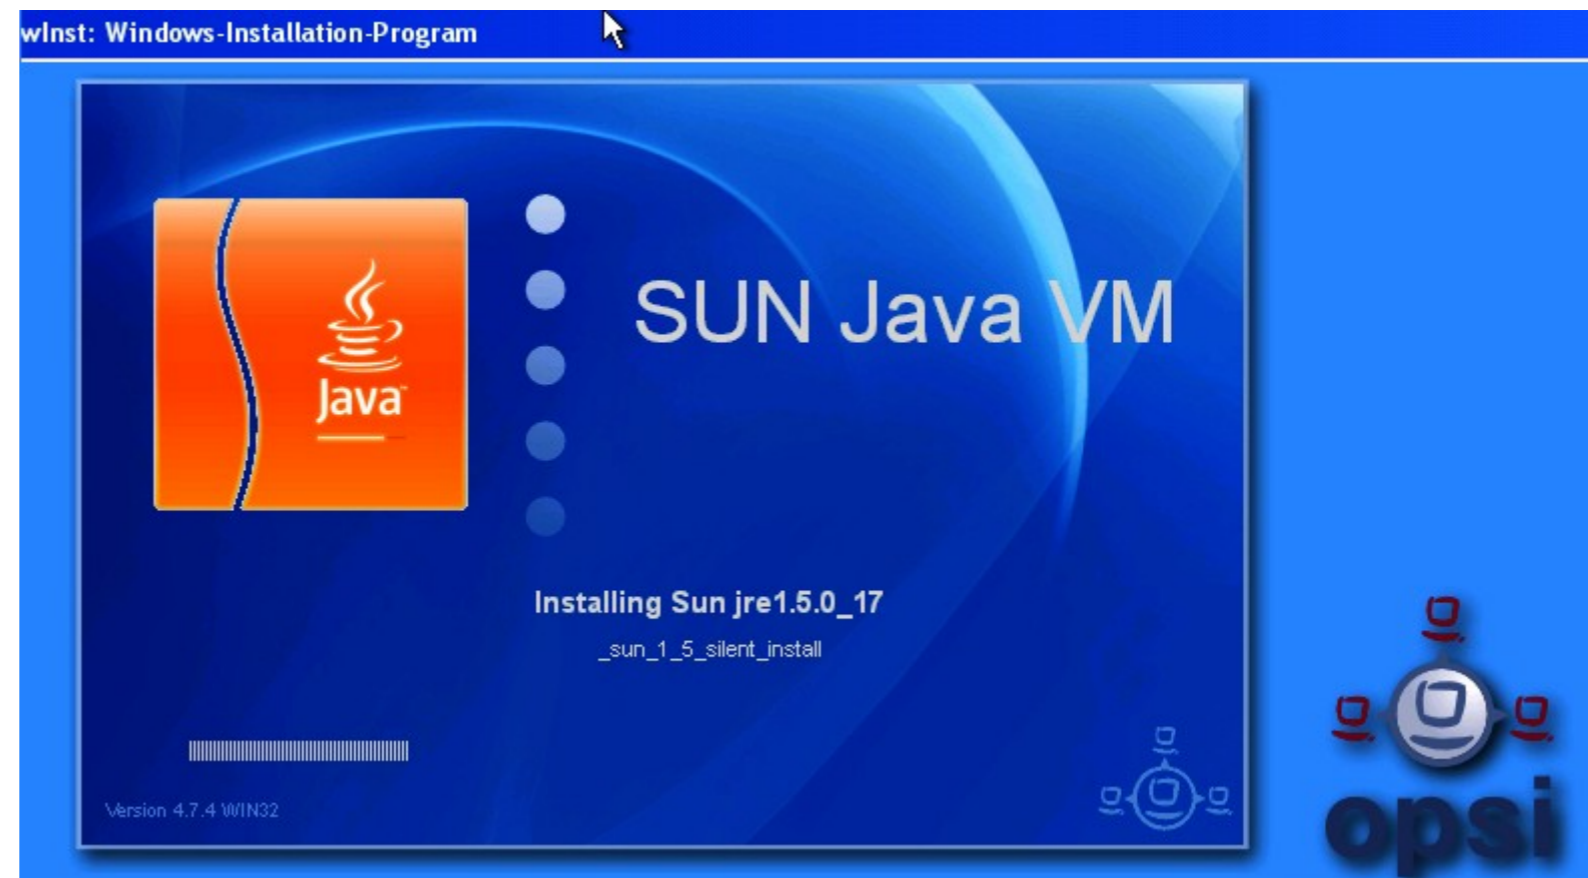 wInst: Windows-Installation-Program
SUN Java VM
Java™
Installing Sun jre1.5.0_17
_sun_1_5_silent_install
Version 4.7.4 WIN32
opsi